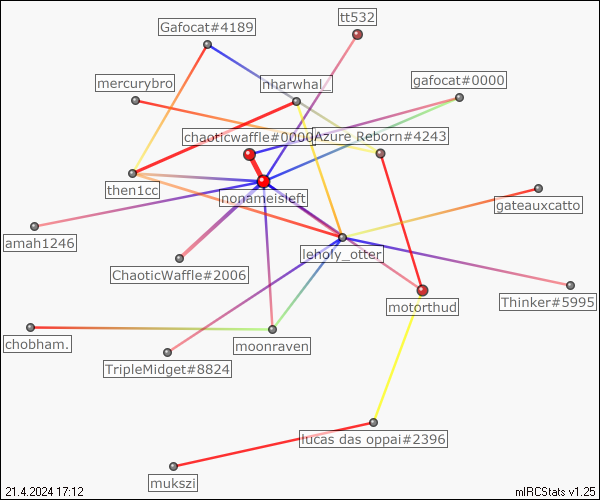 tt532
Gafocat#4189
mercurybro
nharwhal_
gafocat#0000
chaoticwaffle#0000
Azure Reborn#4243
then1cc
nonameisleft
gateauxcatto
amah1246
leholy_otter
ChaoticWaffle#2006
motorthud
Thinker#5995
chobham.
moonraven
TripleMidget#8824
lucas das oppai#2396
mukszi
21.4.2024 17:12
mIRCStats v1.25